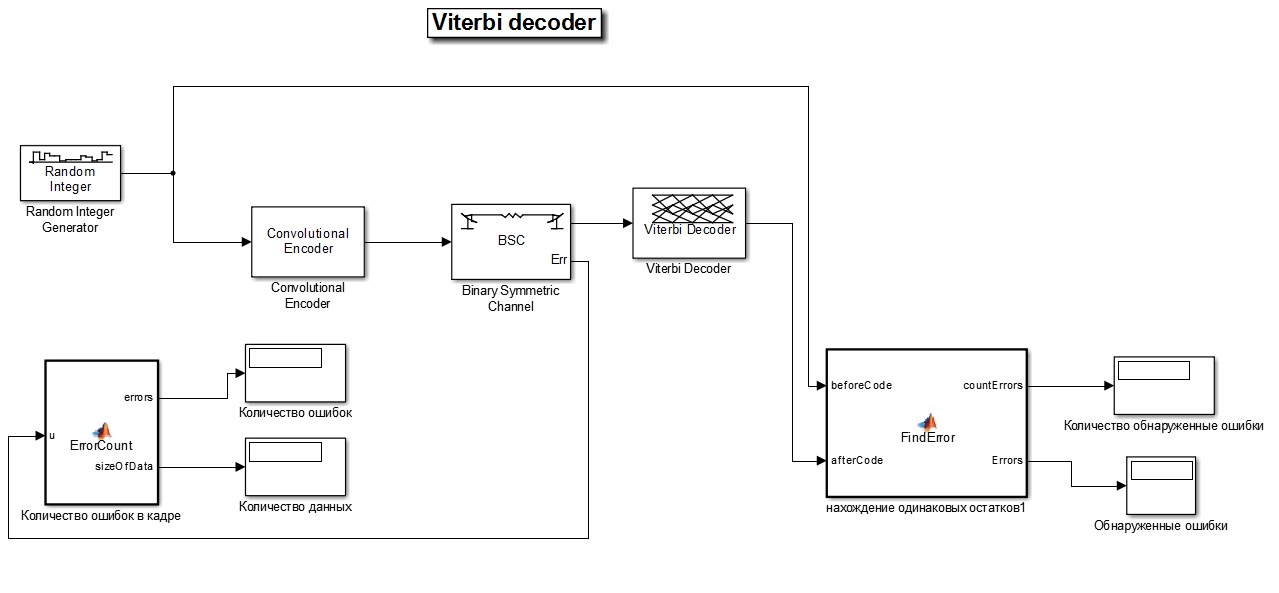 Viterbi decoder
Random
Integer
Random Integer
Generator
Convolutional
Encoder
Convolutional
Encoder
BSC
Err
Binary Symmetric
Channel
Viterbi Decoder
Viterbi Decoder
u
ErrorCount
errors
sizeOfData
Количество ошибок в кадре
Количество ошибок
Количество данных
beforeCode
afterCode
FindError
countErrors
Errors
нахождение одинаковых остатков1
Количество обнаруженные ошибки
Обнаруженные ошибки